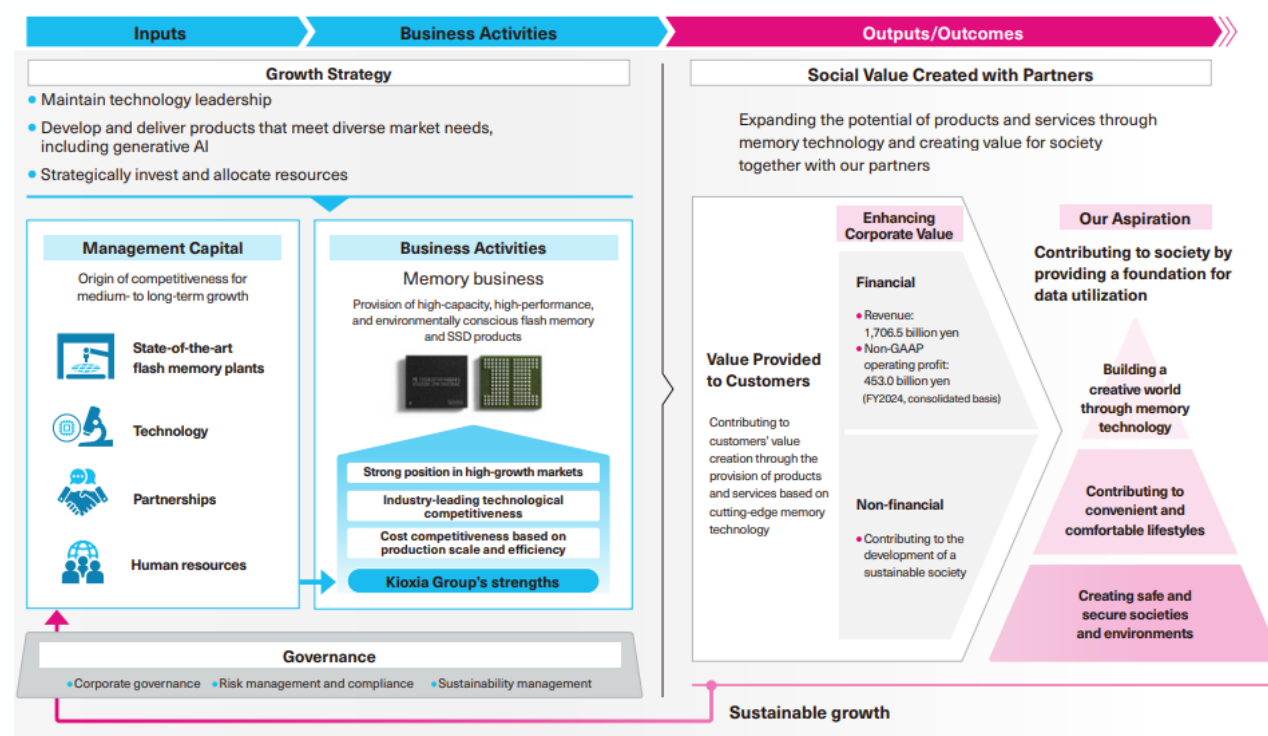 Inputs
Business Activities
Outputs/Outcomes
Growth Strategy
Maintain technology leadership
Develop and deliver products that meet diverse market needs,
including generative AI
Strategically invest and allocate resources
Management Capital
Origin of competitiveness for
medium- to long-term growth
State-of-the-art
flash memory plants
Technology
Partnerships
Human resources
Business Activities
Memory business
Provision of high-capacity, high-performance,
and environmentally conscious flash memory
and SSD products
Strong position in high-growth markets
Industry-leading technological
competitiveness
Cost competitiveness based on
production scale and efficiency
Kioxia Group's strengths
Governance
Corporate governance
Risk management and compliance
Sustainability management
Social Value Created with Partners
Expanding the potential of products and services through
memory technology and creating value for society
together with our partners
Value Provided
to Customers
Contributing to
customers' value
creation through the
provision of products
and services based on
cutting-edge memory
technology
Enhancing
Corporate Value
Financial
Revenue:
1,706.5 billion yen
Non-GAAP
operating profit:
453.0 billion yen
(FY2024, consolidated basis)
Non-financial
Contributing to the
development of a
sustainable society
Our Aspiration
Contributing to society by
providing a foundation for
data utilization
Building a
creative world
through memory
technology
Contributing to
convenient and
comfortable lifestyles
Creating safe and
secure societies
and environments
Sustainable growth